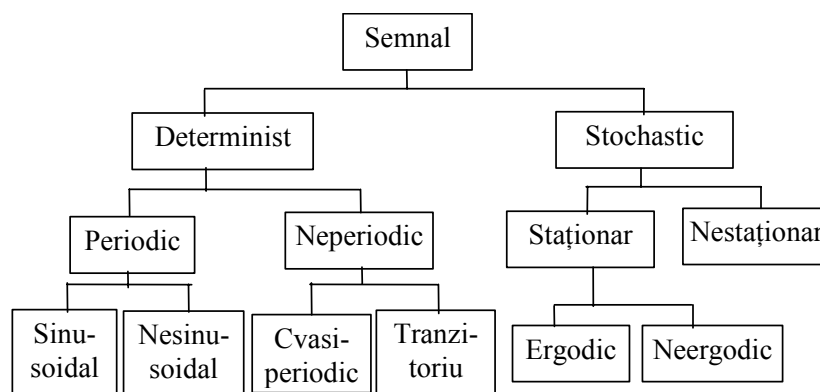 Semnal
Determinist
Stochastic
Periodic
Neperiodic
Staționar
Nestaționar
Sinu-
soidal
Nesinu-
soidal
Cvasi-
periodic
Tranzi-
toriu
Ergodic
Neergodic